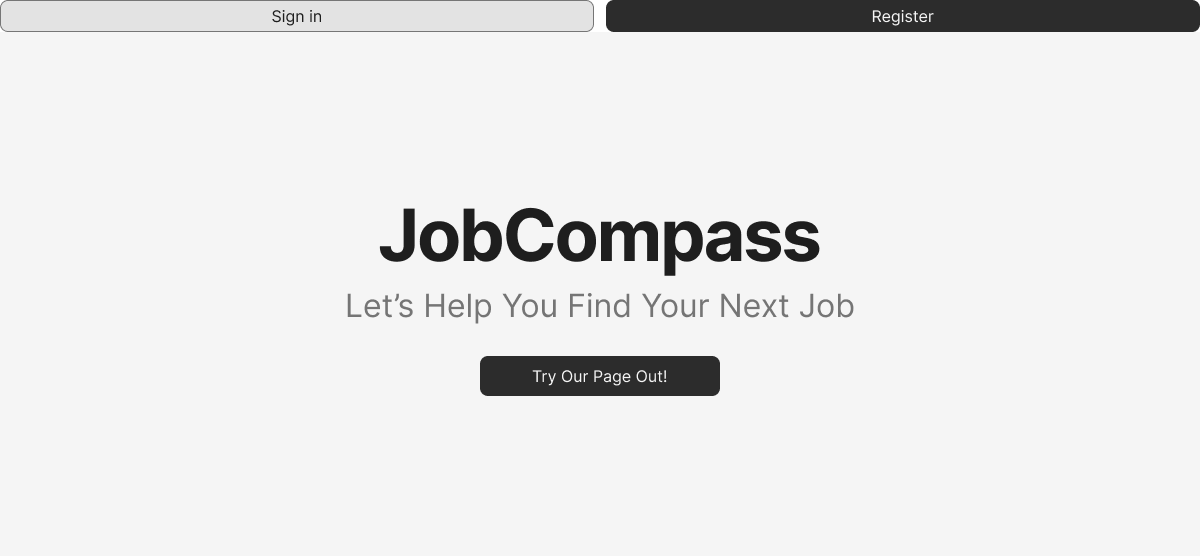 Sign in
Register
JobCompass
Let’s Help You Find Your Next Job
Try Our Page Out!